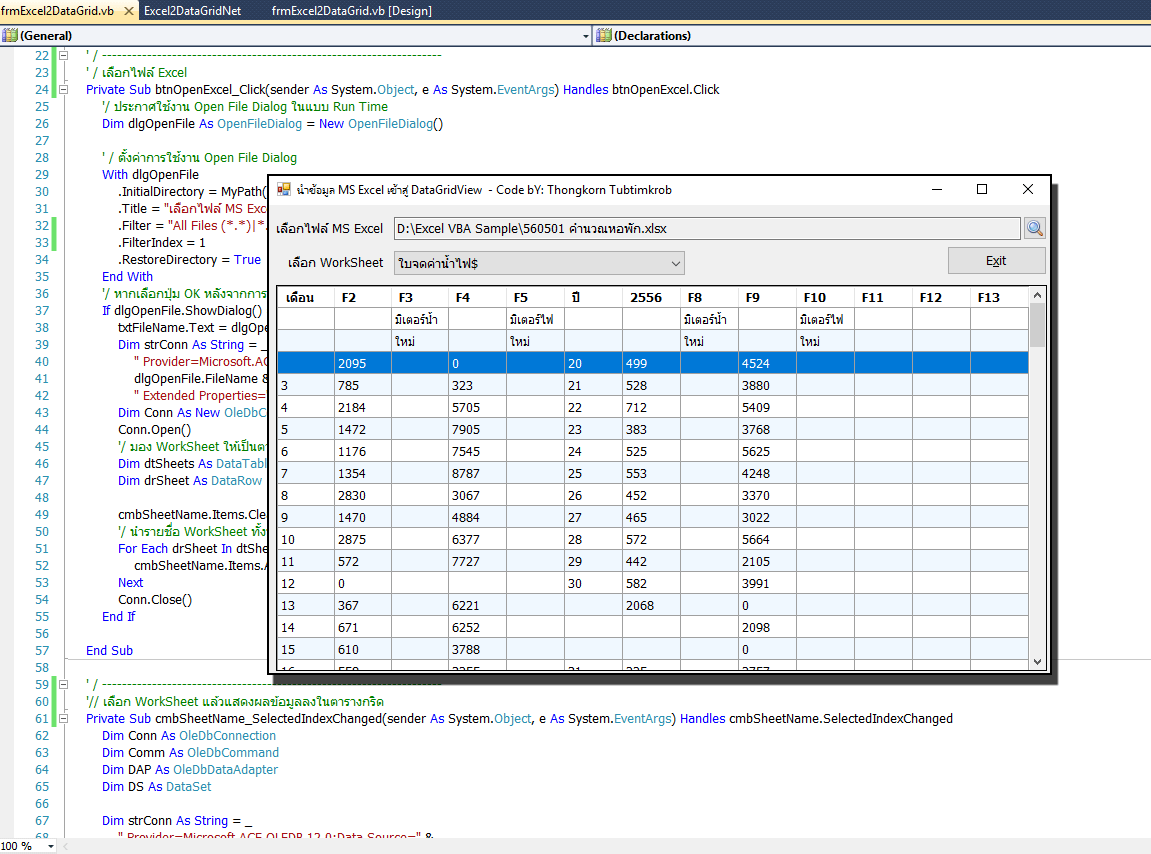 frmExcel2DataGrid.vb Excel2DataGridNet frmExcel2DataGrid.vb [Design]
(General) (Declarations)
22 ' / --------------------------------------------------------------------
23 ' / เลือกไฟล์ Excel
24 Private Sub btnOpenExcel_Click(sender As System.Object, e As System.EventArgs) Handles btnOpenExcel.Click
25 '/ ประกาศใช้งาน Open File Dialog ในแบบ Run Time
26 Dim dlgOpenFile As OpenFileDialog = New OpenFileDialog()
27
28 ' / ตั้งค่าการใช้งาน Open File Dialog
29 With dlgOpenFile
30 .InitialDirectory = MyPath(
31 .Title = "เลือกไฟล์ MS Exc
32 .Filter = "All Files (*.*)|*.
33 .FilterIndex = 1
34 .RestoreDirectory = True
35 End With
36 '/ หากเลือกปุ่ม OK หลังจากการ
37 If dlgOpenFile.ShowDialog()
38 txtFileName.Text = dlgOpe
39 Dim strConn As String = _
40 " Provider=Microsoft.AC
41 dlgOpenFile.FileName &
42 " Extended Properties=
43 Dim Conn As New OleDbC
44 Conn.Open()
45 '/ มอง WorkSheet ให้เป็นตา
46 Dim dtSheets As DataTabl
47 Dim drSheet As DataRow
48
49 cmbSheetName.Items.Cle
50 '/ นำรายชื่อ WorkSheet ทั้ง
51 For Each drSheet In dtShe
52 cmbSheetName.Items.A
53 Next
54 Conn.Close()
55 End If
56
57 End Sub
58
59 ' / --------------------------------------------------------------------
60 '// เลือก WorkSheet แล้วแสดงผลข้อมูลลงในตารางกริด
61 Private Sub cmbSheetName_SelectedIndexChanged(sender As System.Object, e As System.EventArgs) Handles cmbSheetName.SelectedIndexChanged
62 Dim Conn As OleDbConnection
63 Dim Comm As OleDbCommand
64 Dim DAP As OleDbDataAdapter
65 Dim DS As DataSet
66
67 Dim strConn As String = _
68 " Provider=Microsoft.ACE.OLEDB.12.0;Data Source=" &
100 %
นำข้อมูล MS Excel เข้าสู่ DataGridView - Code bY: Thongkorn Tubtimkrob
เลือกไฟล์ MS Excel D:\Excel VBA Sample\560501 คำนวณหอพัก.xlsx
เลือก WorkSheet ใบจดค่าน้ำไฟ$ Exit
เดือน F2 F3 F4 F5 ปี 2556 F8 F9 F10 F11 F12 F13
มิเตอร์น้ำ มิเตอร์ไฟ มิเตอร์น้ำ มิเตอร์ไฟ
ใหม่ ใหม่ ใหม่ ใหม่
2095 0 20 499 4524
3 785 323 21 528 3880
4 2184 5705 22 712 5409
5 1472 7905 23 383 3768
6 1176 7545 24 525 5625
7 1354 8787 25 553 4248
8 2830 3067 26 452 3370
9 1470 4884 27 465 3022
10 2875 6377 28 572 5664
11 572 7727 29 442 2105
12 0 30 582 3991
13 367 6221 2068 0
14 671 6252 2098
15 610 3788 0